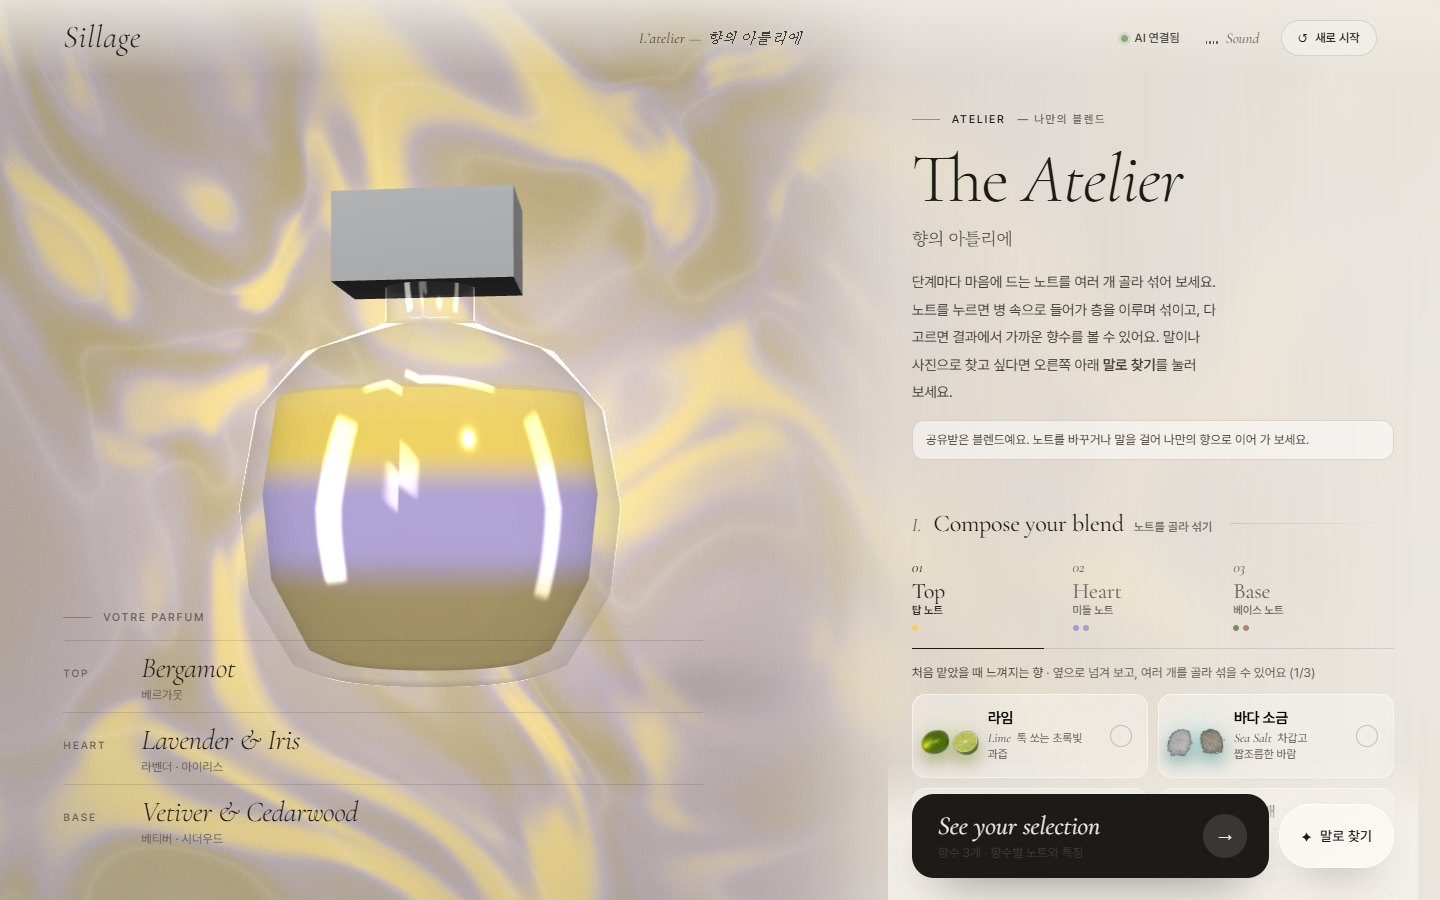 Sillage
L'atelier — 향의 아틀리에
AI 연결됨
Sound
↺ 새로 시작
ATELIER — 나만의 블렌드
The Atelier
향의 아틀리에
단계마다 마음에 드는 노트를 여러 개 골라 섞어 보세요.
노트를 누르면 병 속으로 들어가 층을 이루며 섞이고, 다
고르면 결과에서 가까운 향수를 볼 수 있어요. 말이나
사진으로 찾고 싶다면 오른쪽 아래 말로 찾기를 눌러
보세요.
공유받은 블렌드예요. 노트를 바꾸거나 말을 걸어 나만의 향으로 이어 가 보세요.
I. Compose your blend 노트를 골라 섞기
01
Top
탑 노트
02
Heart
미들 노트
03
Base
베이스 노트
처음 맡았을 때 느껴지는 향 · 옆으로 넘겨 보고, 여러 개를 골라 섞을 수 있어요 (1/3)
라임
Lime 톡 쏘는 초록빛
과즙
바다 소금
Sea Salt 차갑고
짭조름한 바람
See your selection →
향수 3개 · 향수별 노트와 특징
✦ 말로 찾기
VOTRE PARFUM
TOP
Bergamot
베르가못
HEART
Lavender & Iris
라벤더 · 아이리스
BASE
Vetiver & Cedarwood
베티버 · 시더우드